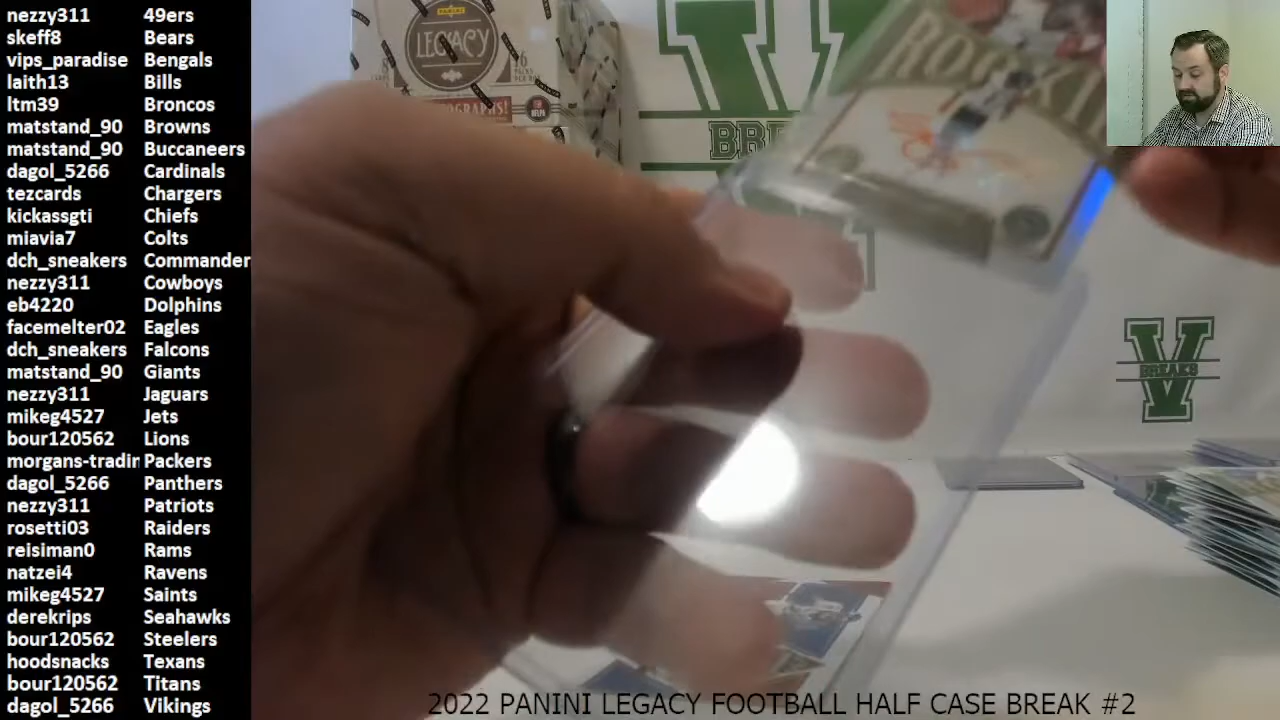 nezzy311 49ers
skeff8 Bears
vips_paradise Bengals
laith13 Bills
ltm39 Broncos
matstand_90 Browns
matstand_90 Buccaneers
dagol_5266 Cardinals
tezcards Chargers
kickassgti Chiefs
miavia7 Colts
dch_sneakers Commander
nezzy311 Cowboys
eb4220 Dolphins
facemelter02 Eagles
dch_sneakers Falcons
matstand_90 Giants
nezzy311 Jaguars
mikeg4527 Jets
bour120562 Lions
morgans-tradin Packers
dagol_5266 Panthers
nezzy311 Patriots
rosetti03 Raiders
reisiman0 Rams
natzei4 Ravens
mikeg4527 Saints
derekrips Seahawks
bour120562 Steelers
hoodsnacks Texans
bour120562 Titans
dagol_5266 Vikings
PANINI
LEGACY
V
BRE
V
BREAKS
2022 PANINI LEGACY FOOTBALL HALF CASE BREAK #2